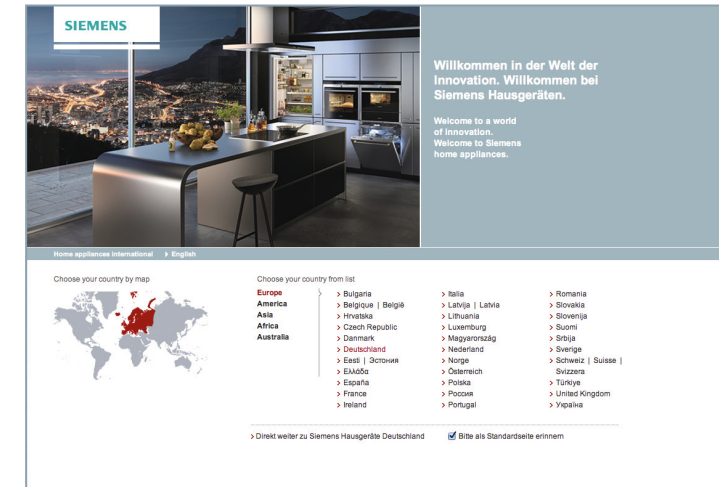 SIEMENS
Willkommen in der Welt der
Innovation. Willkommen bei
Siemens Hausgeräten.
Welcome to a world
of innovation.
Welcome to Siemens
home appliances.
Home appliances international
English
Choose your country by map
Choose your country from list
Europe
America
Asia
Africa
Australia
> Bulgaria
> Belgique | België
> Hrvatska
> Czech Republic
> Danmark
> Deutschland
> Eesti | Эстония
> Ελλάδα
> España
> France
> Ireland
> Italia
> Latvija | Latvia
> Lithuania
> Luxemburg
> Magyarország
> Nederland
> Norge
> Österreich
> Polska
> Россия
> Portugal
> Romania
> Slovakia
> Slovenija
> Suomi
> Srbija
> Sverige
> Schweiz | Suisse |
Svizzera
> Türkiye
> United Kingdom
> Україна
> Direkt weiter zu Siemens Hausgeräte Deutschland
Bitte als Standardseite erinnern